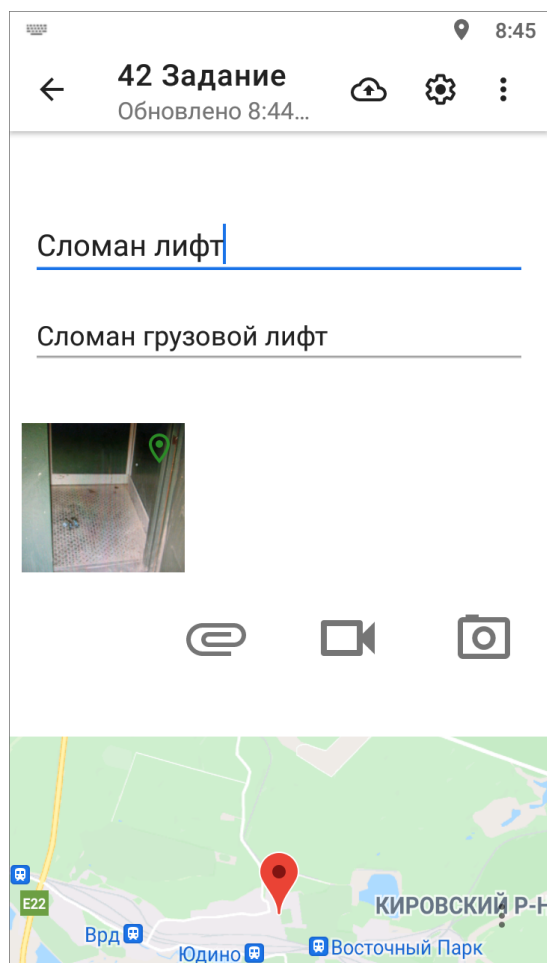 8:45
42 Задание
Обновлено 8:44...
Сломан лифт
Сломан грузовой лифт
E22
КИРОВСКИЙ Р-Н
Врд
Юдино
Восточный Парк